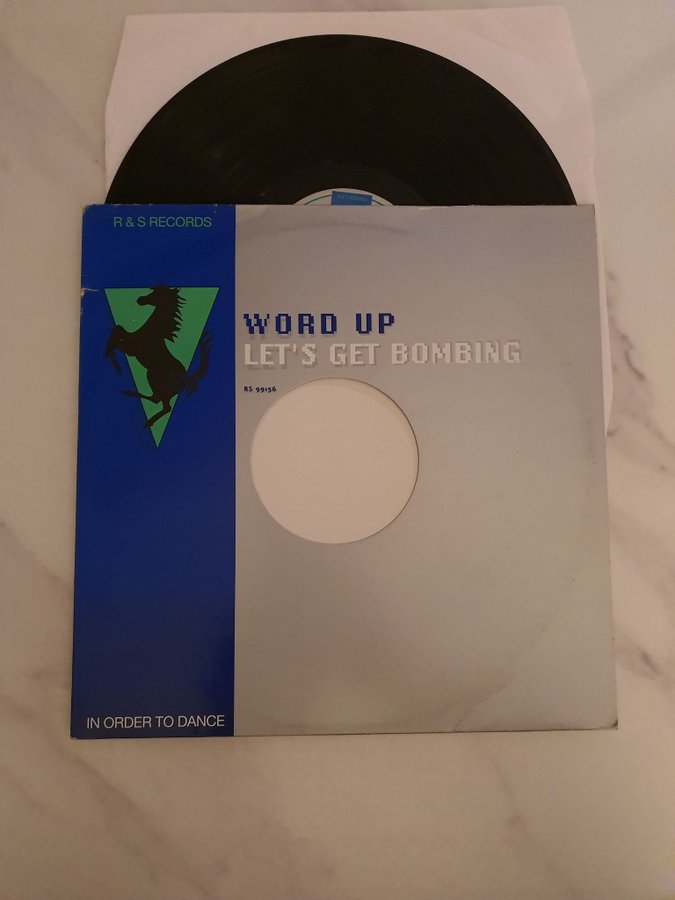 R & S RECORDS
WORD UP
LET'S GET BOMBING
RS 99156
IN ORDER TO DANCE